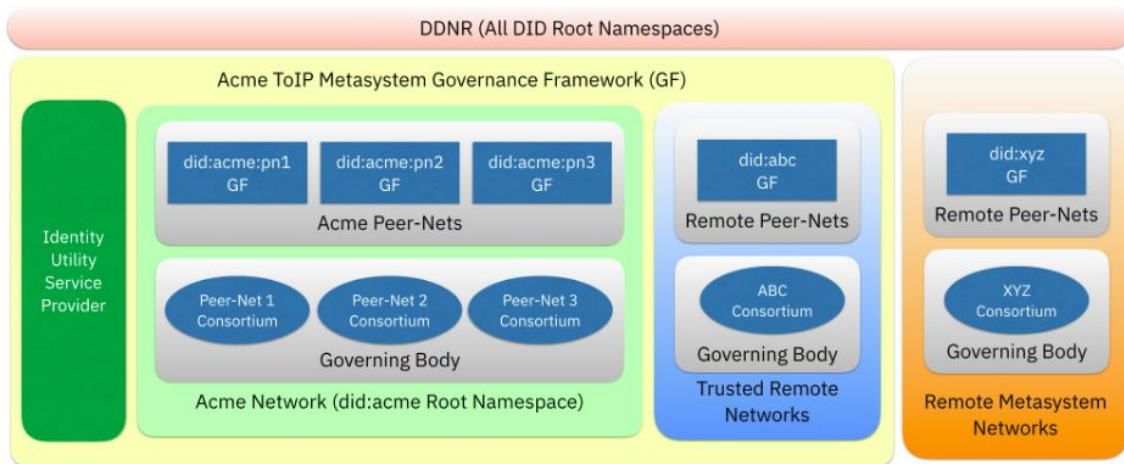 DDNR (All DID Root Namespaces)
Acme ToIP Metasystem Governance Framework (GF)
Identity
Utility
Service
Provider
did:acme:pn1
GF
did:acme:pn2
GF
did:acme:pn3
GF
Acme Peer-Nets
Peer-Net 1
Consortium
Peer-Net 2
Consortium
Peer-Net 3
Consortium
Governing Body
Acme Network (did:acme Root Namespace)
did:abc
GF
Remote Peer-Nets
ABC
Consortium
Governing Body
Trusted Remote
Networks
did:xyz
GF
Remote Peer-Nets
XYZ
Consortium
Governing Body
Remote Metasystem
Networks